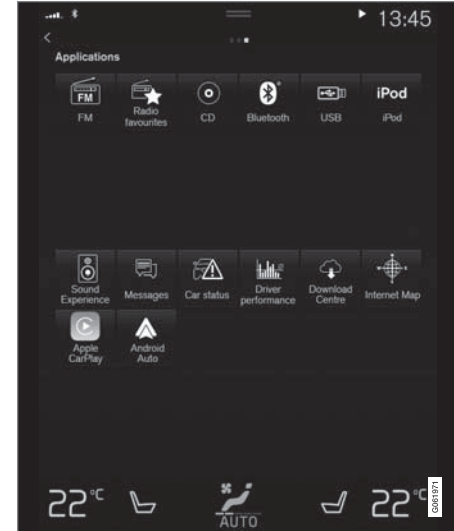 13:45
Applications
FM
iPod
FM
Radio favourites
CD
Bluetooth
USB
iPod
Sound Experience
Messages
Car status
Driver performance
Download Centre
Internet Map
Apple CarPlay
Android Auto
22°C
AUTO
22°C
G061971